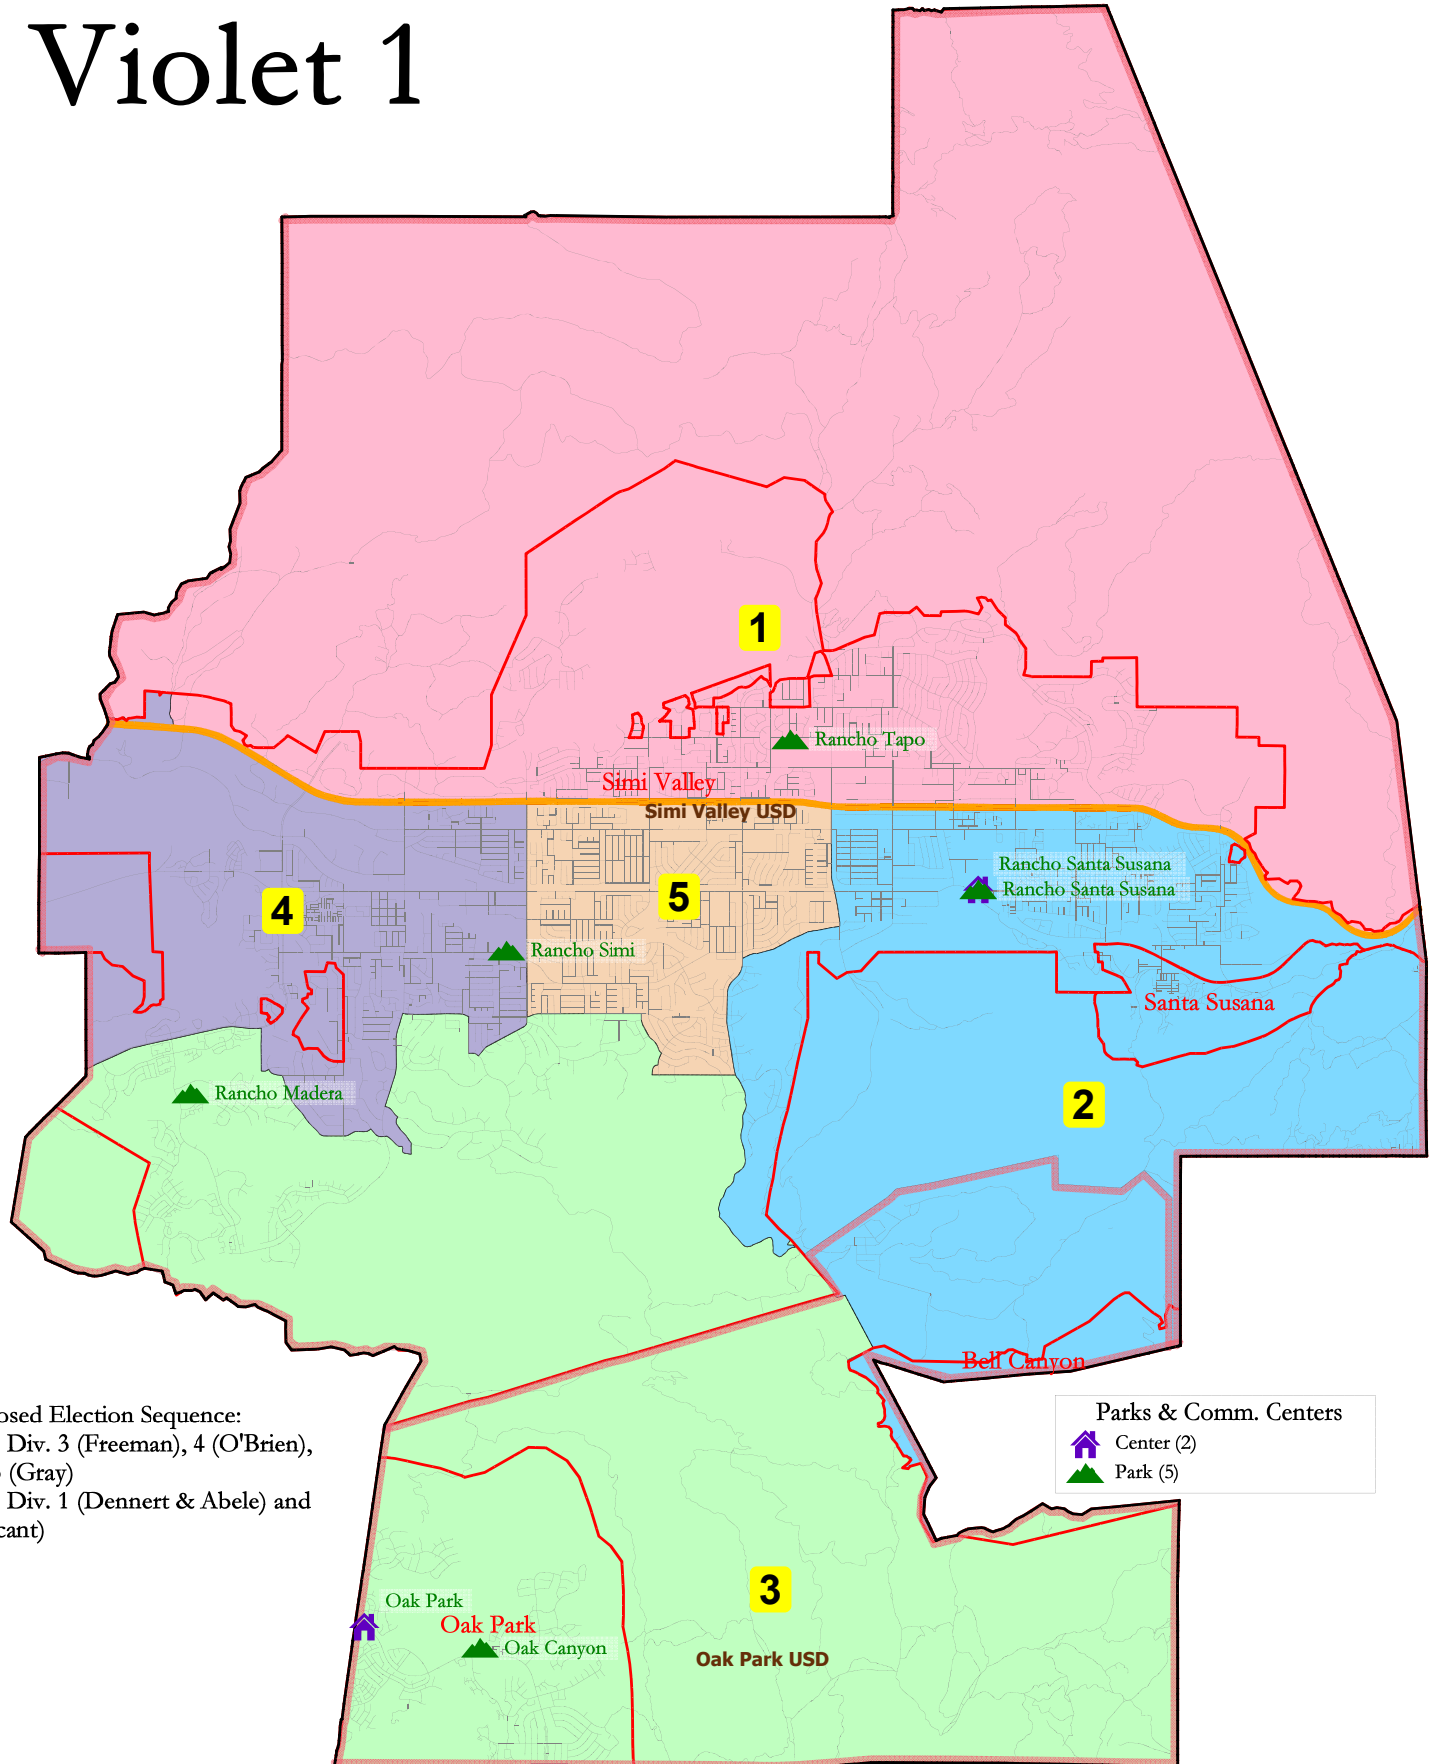 Violet 1
1
Rancho Tapo
Simi Valley
Simi Valley USD
Rancho Santa Susana
Rancho Santa Susana
5
4
Rancho Simi
Santa Susana
Rancho Madera
2
Bell Canyon
Parks & Comm. Centers
Center (2)
Park (5)
Election Sequence:
Div. 3 (Freeman), 4 (O'Brien),
(Gray)
Div. 1 (Dennert & Abele) and
3
Oak Park
Oak Park
Oak Canyon
Oak Park USD